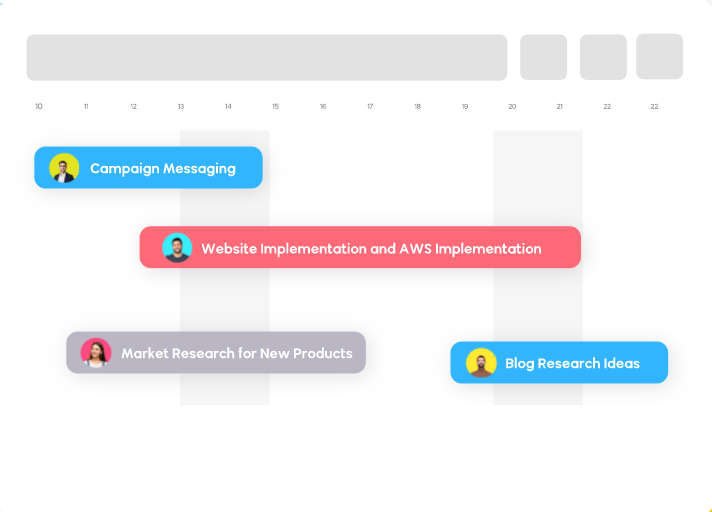 10 11 12 13 14 15 16 17 18 19 20 21 22 22
Campaign Messaging
Website Implementation and AWS Implementation
Market Research for New Products
Blog Research Ideas